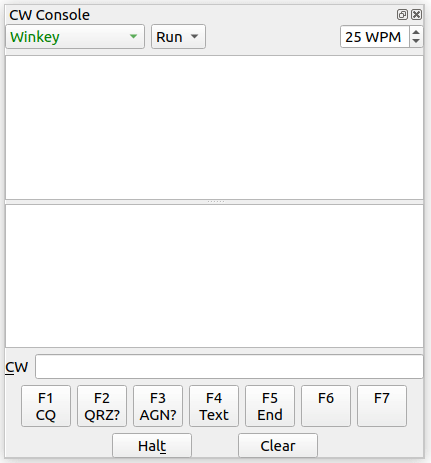 CW Console
Winkey Run 25 WPM
CW
F1 F2 F3 F4 F5 F6 F7
CQ QRZ? AGN? Text End
Halt Clear